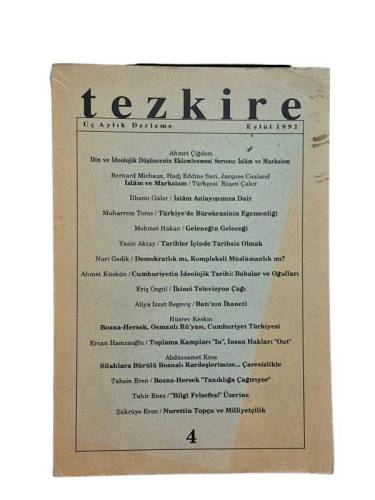 tezkire
Üç Aylık Derleme Eylül 1992
Ahmet Çiğdem
Din ve İdeolojik Düşüncenin Eklemlenmesi Sorunu: İslâm ve Marksizm
Bernard Michaux, Hadj Eddine Sari, Jacques Couland
İslâm ve Marksizm / Türkçesi: Ruşen Çakır
İlhami Güler / İslâm Anlayışımıza Dair
Muharrem Toros / Türkiye'de Bürokrasinin Egemenliği
Mehmet Hakan / Geleneğin Geleceği
Yasin Aktay / Tarihler İçinde Tarihsiz Olmak
Nuri Gedik / Demokratlık mı, Kompleksli Müslümanlık mı?
Ahmet Küskün / Cumhuriyetin İdeolojik Tarihi: Babalar ve Oğulları
Eriş Özgül / İkinci Televizyon Çağı
Aliya İzzet Begoviç / Batı'nın İhaneti
Hüsrev Keskin
Bosna-Hersek, Osmanlı Rü'yası, Cumhuriyet Türkiyesi
Ercan Hamzaoğlu / Toplama Kampları "In", İnsan Hakları "Out"
Abdüssamet Köse
Silahlara Bürülü Bosnalı Kardeşlerimize... Çaresizlikle
Tahsin Eren / Bosna-Hersek "Tanıklığa Çağırıyor"
Tahir Enes / "Bilgi Felsefesi" Üzerine
Şükrüye Eren / Nurettin Topçu ve Milliyetçilik
4